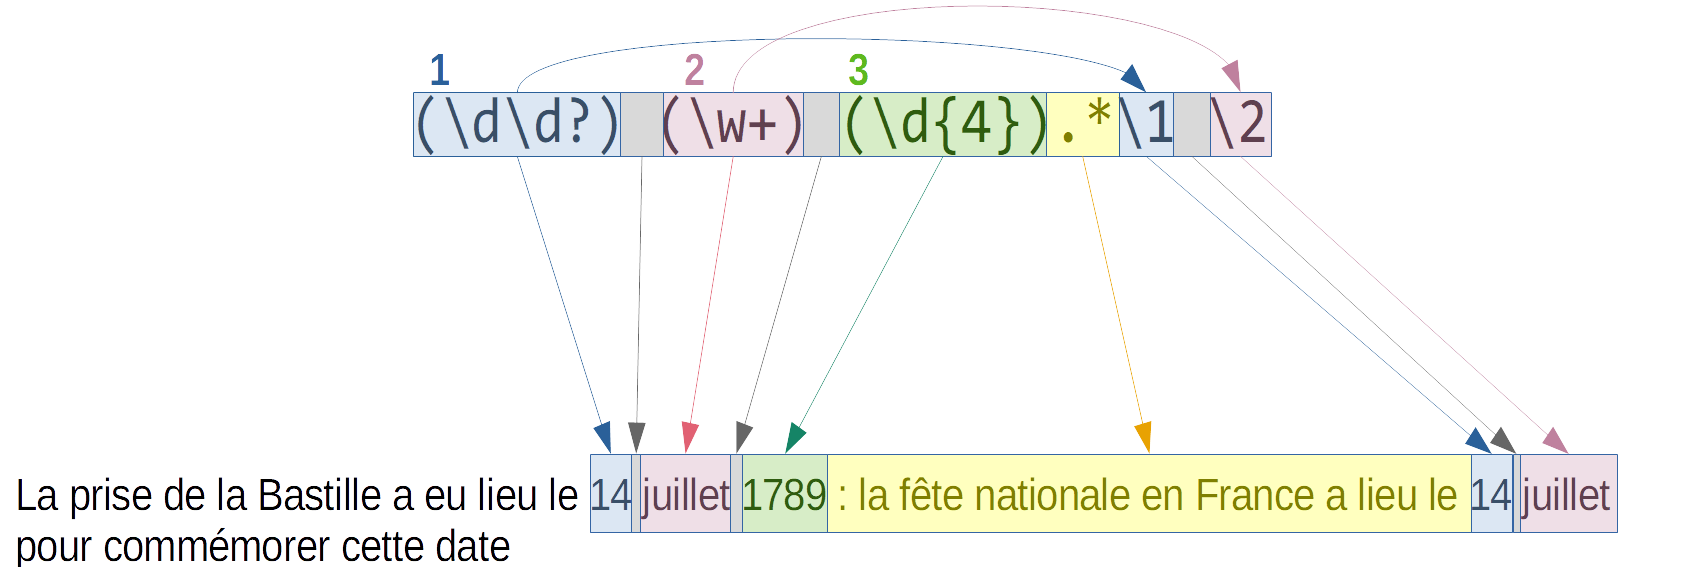 1 2 3
(\d\d?) (\w+) (\d{4}).*\1 \2
La prise de la Bastille a eu lieu le 14 juillet 1789 : la fête nationale en France a lieu le 14 juillet
pour commémorer cette date